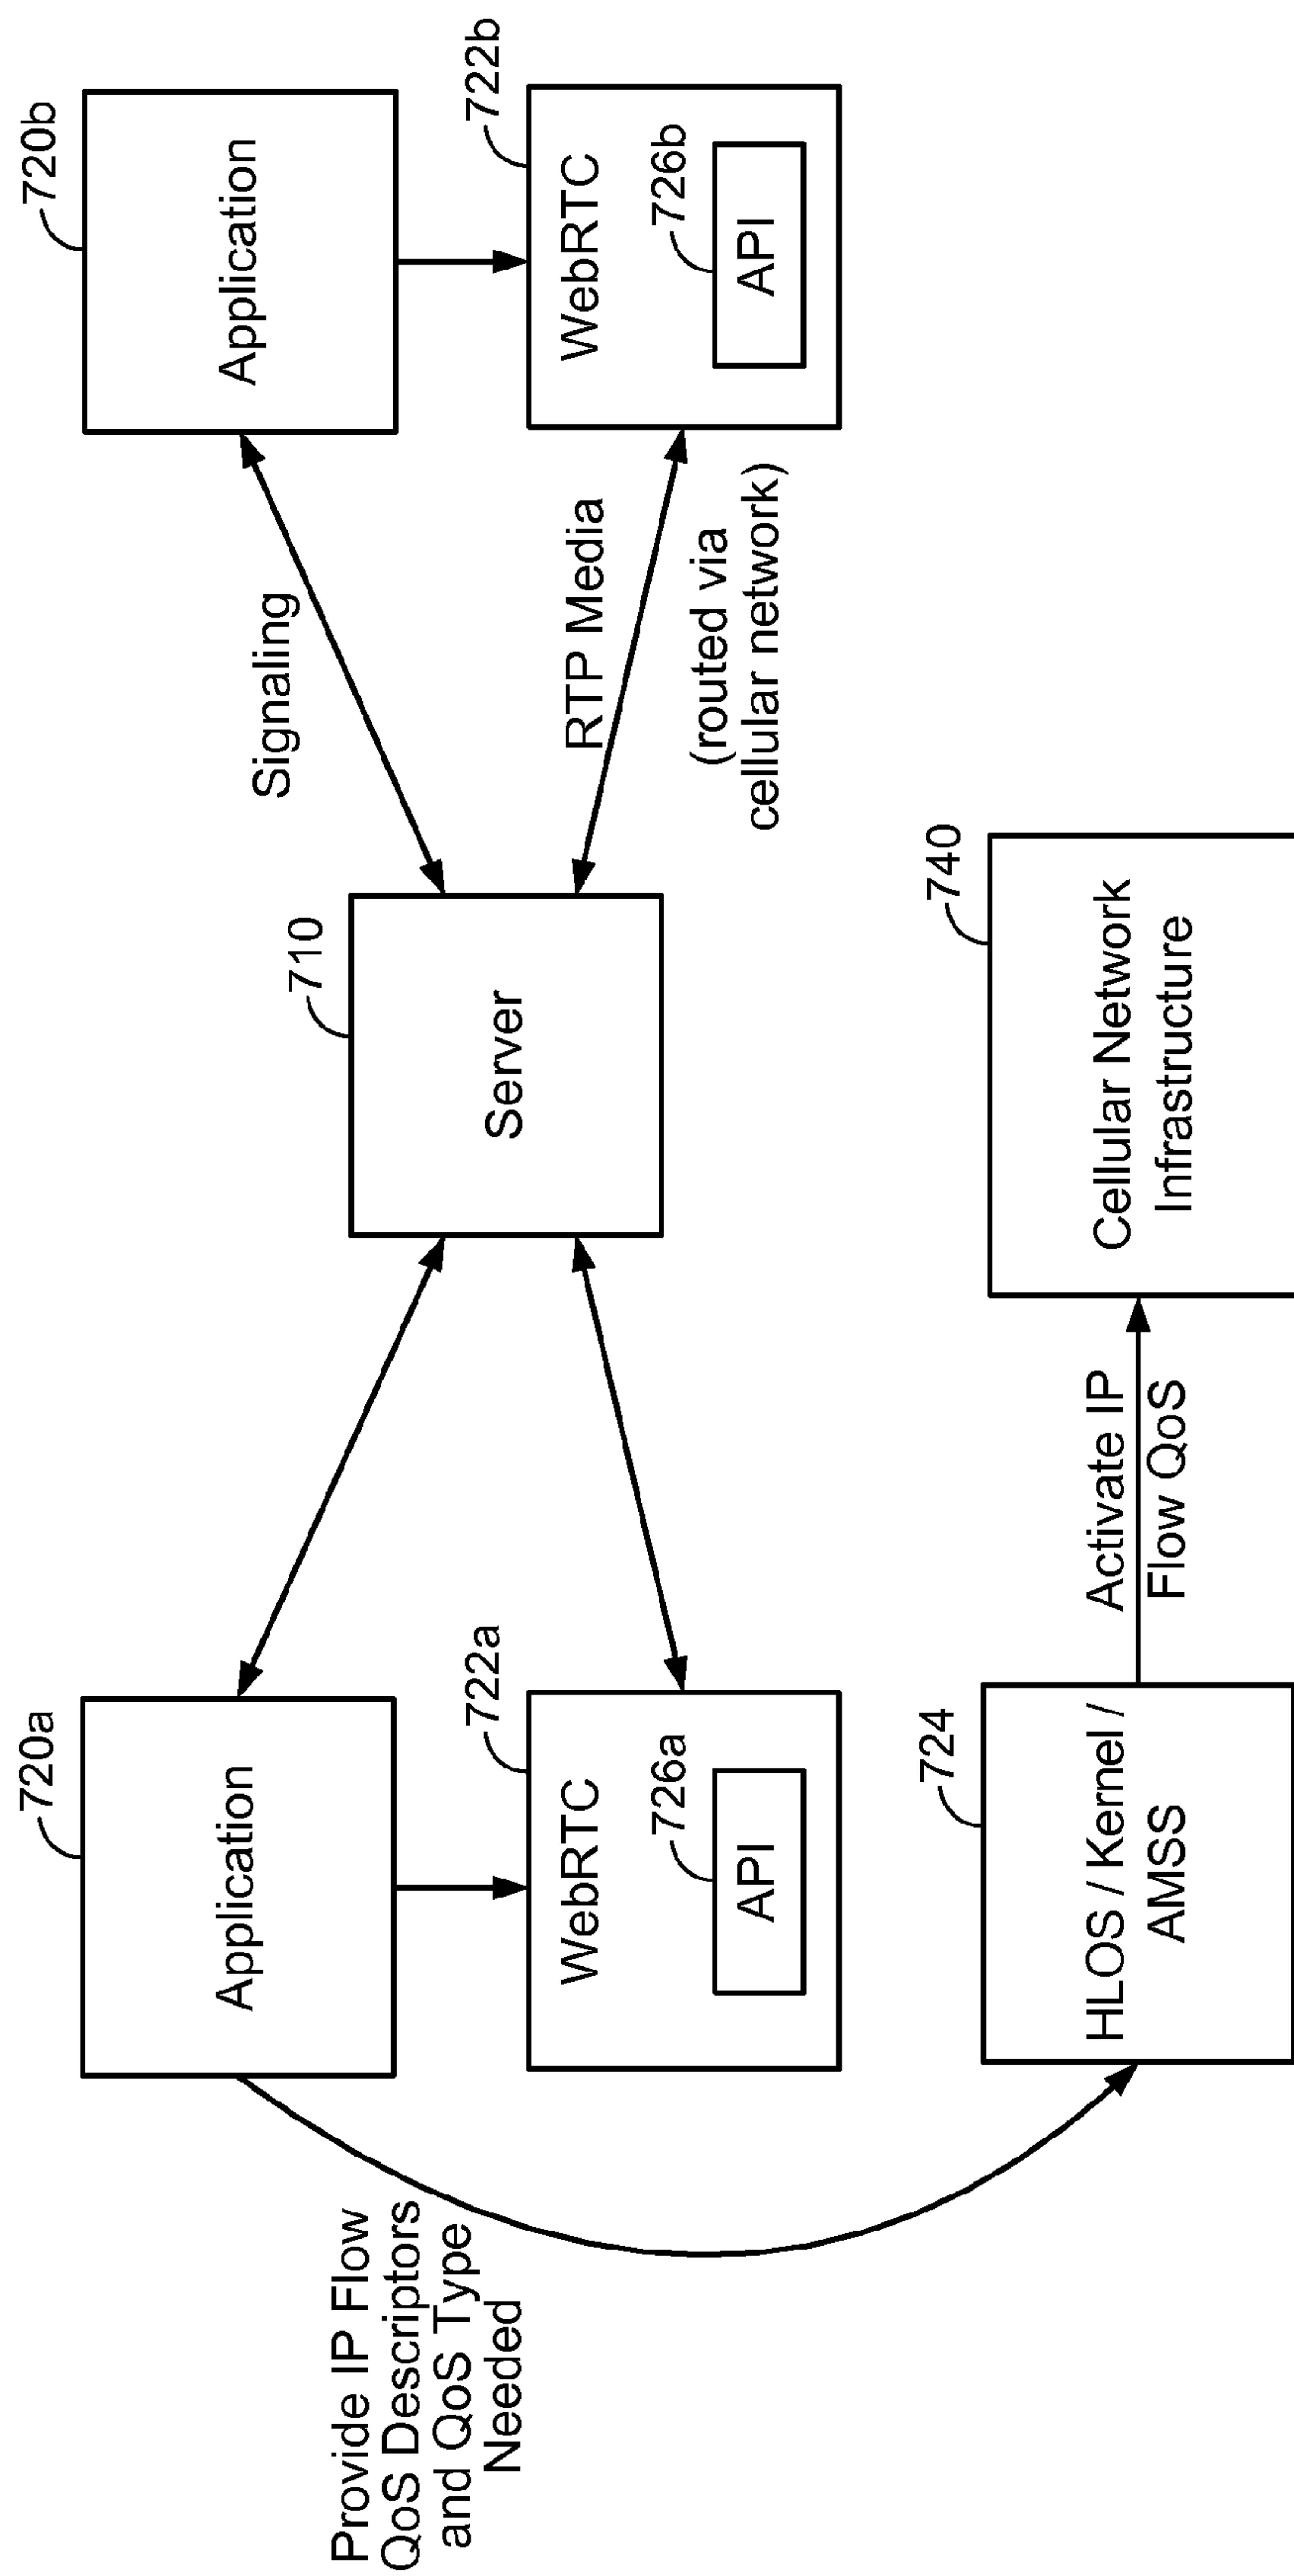 720a
Application
Signaling
720b
Application
Provide IP Flow
QoS Descriptors
and QoS Type
Needed
710
Server
722a
WebRTC
726a
API
RTP Media
(routed via
cellular network)
722b
WebRTC
726b
API
724
HLOS / Kernel /
AMSS
Activate IP
Flow QoS
740
Cellular Network
Infrastructure